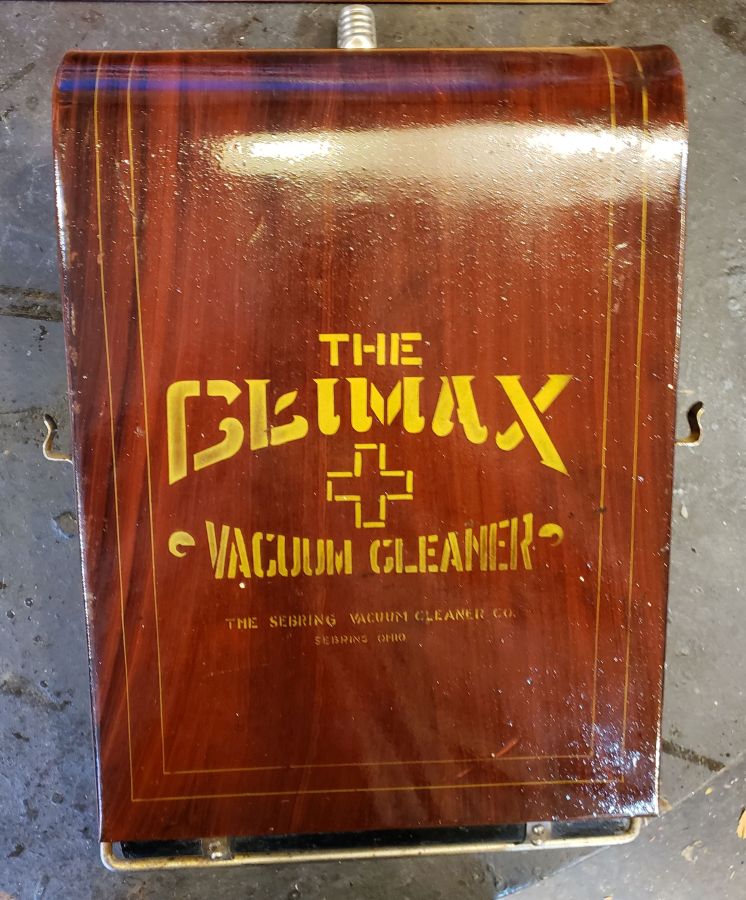 THE
CLIMAX
VACUUM CLEANER
THE SEBRING VACUUM CLEANER CO.
SEBRING OHIO